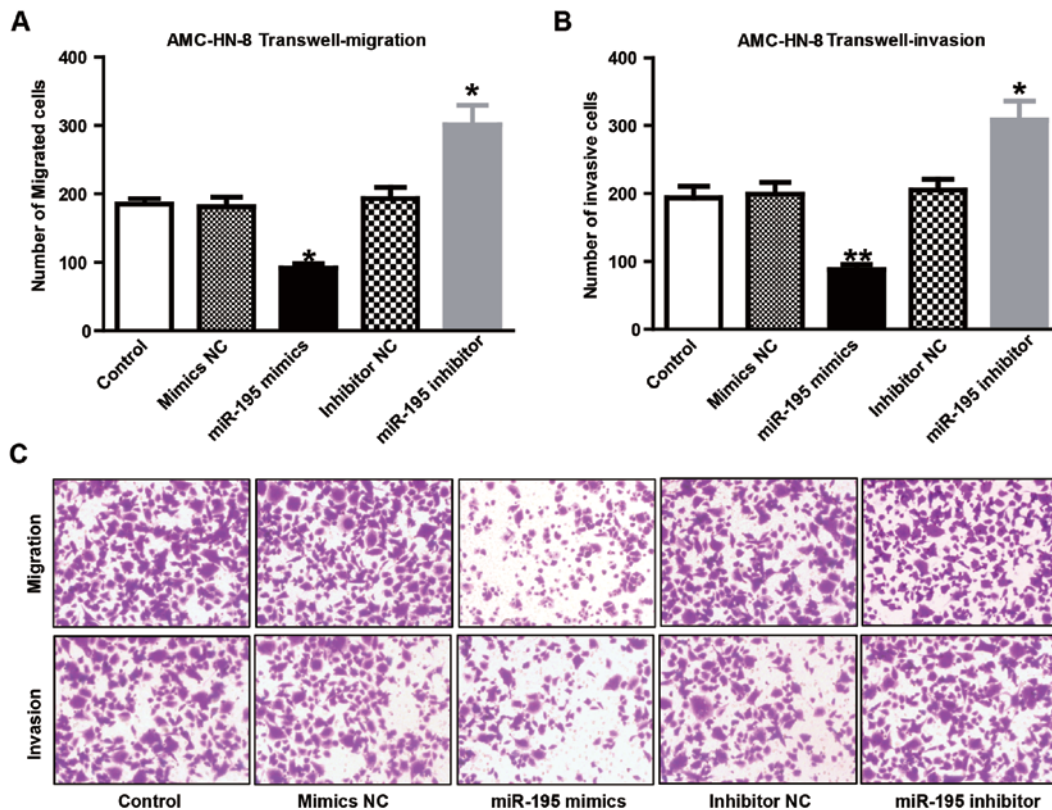 A
AMC-HN-8 Transwell-migration
Number of Migrated cells
400
300
200
100
0
*
*
Control
Mimics NC
miR-195 mimics
Inhibitor NC
miR-195 inhibitor
B
AMC-HN-8 Transwell-invasion
Number of invasive cells
400
300
200
100
0
**
*
Control
Mimics NC
miR-195 mimics
Inhibitor NC
miR-195 inhibitor
C
Migration
Invasion
Control
Mimics NC
miR-195 mimics
Inhibitor NC
miR-195 inhibitor